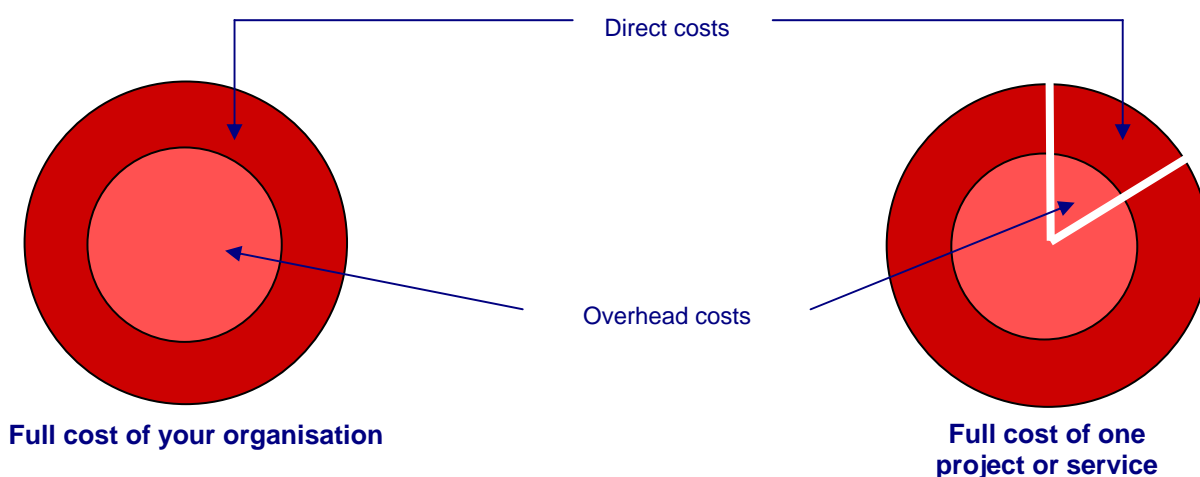 Direct costs
Overhead costs
Full cost of your organisation
Full cost of one
project or service